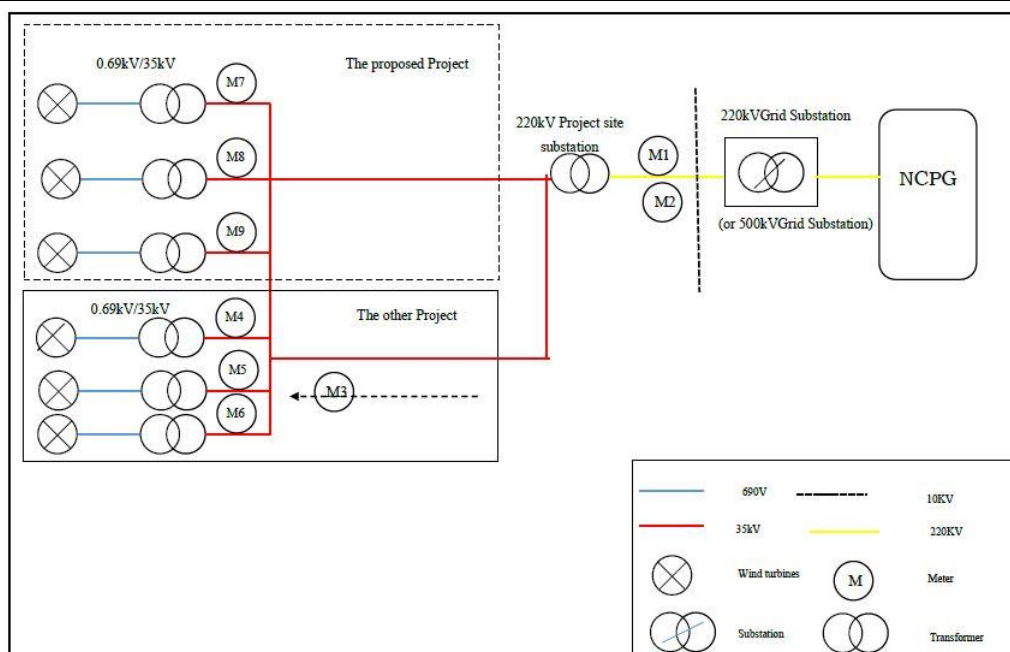 0.69kV/35kV
The proposed Project
M7
M8
M9
0.69kV/35kV
The other Project
M4
M5
M6
M3
220kV Project site
substation
M1
M2
220kVGrid Substation
(or 500kVGrid Substation)
NCPG
690V
10KV
35kV
220KV
Wind turbines
M
Meter
Substation
Transformer